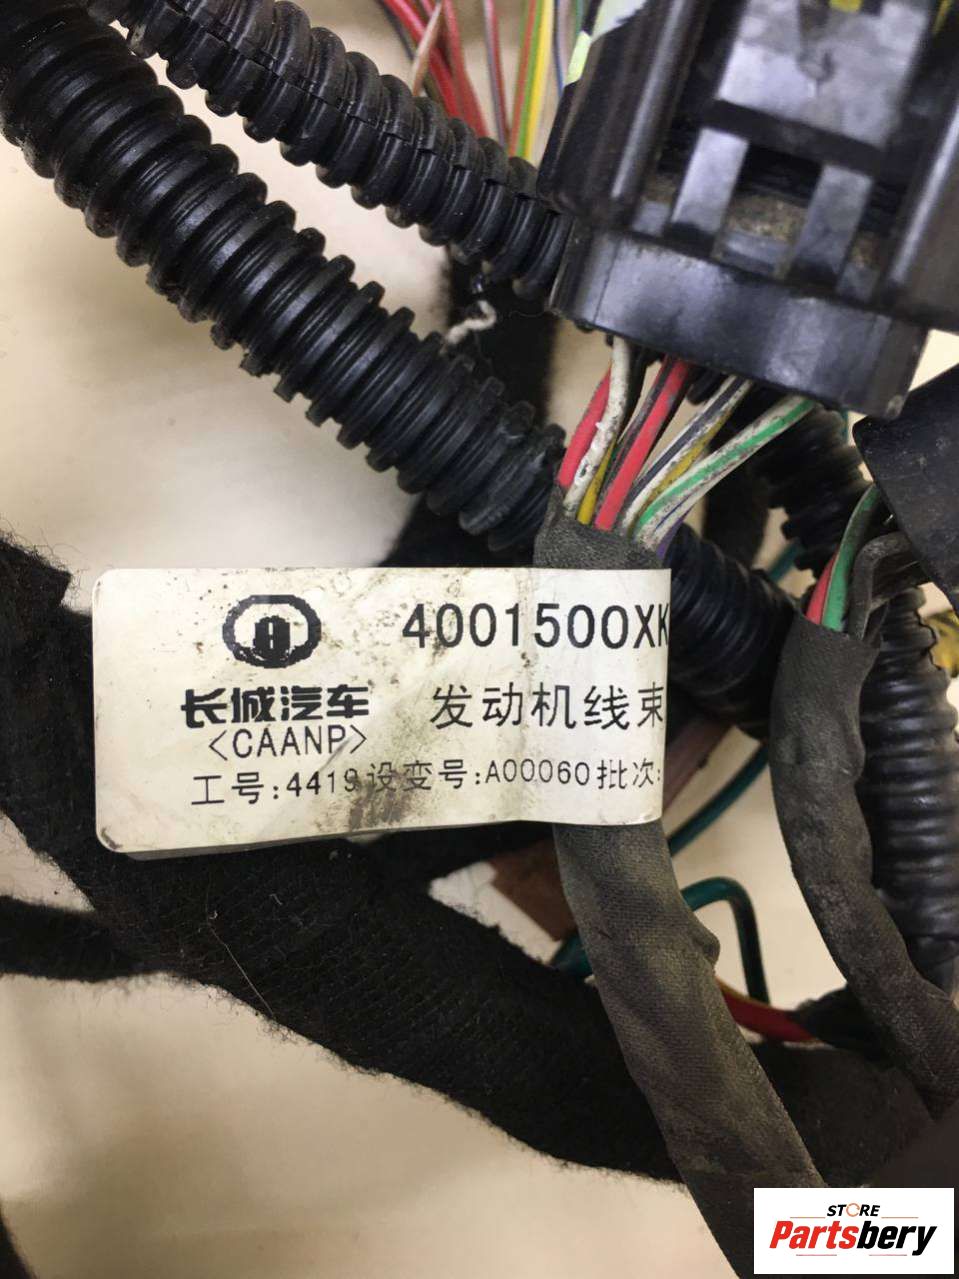 4001500XK
长城汽车
发动机线束
<CAANP>
工号:4419设变号:A00060批次:
STORE
Partsbery